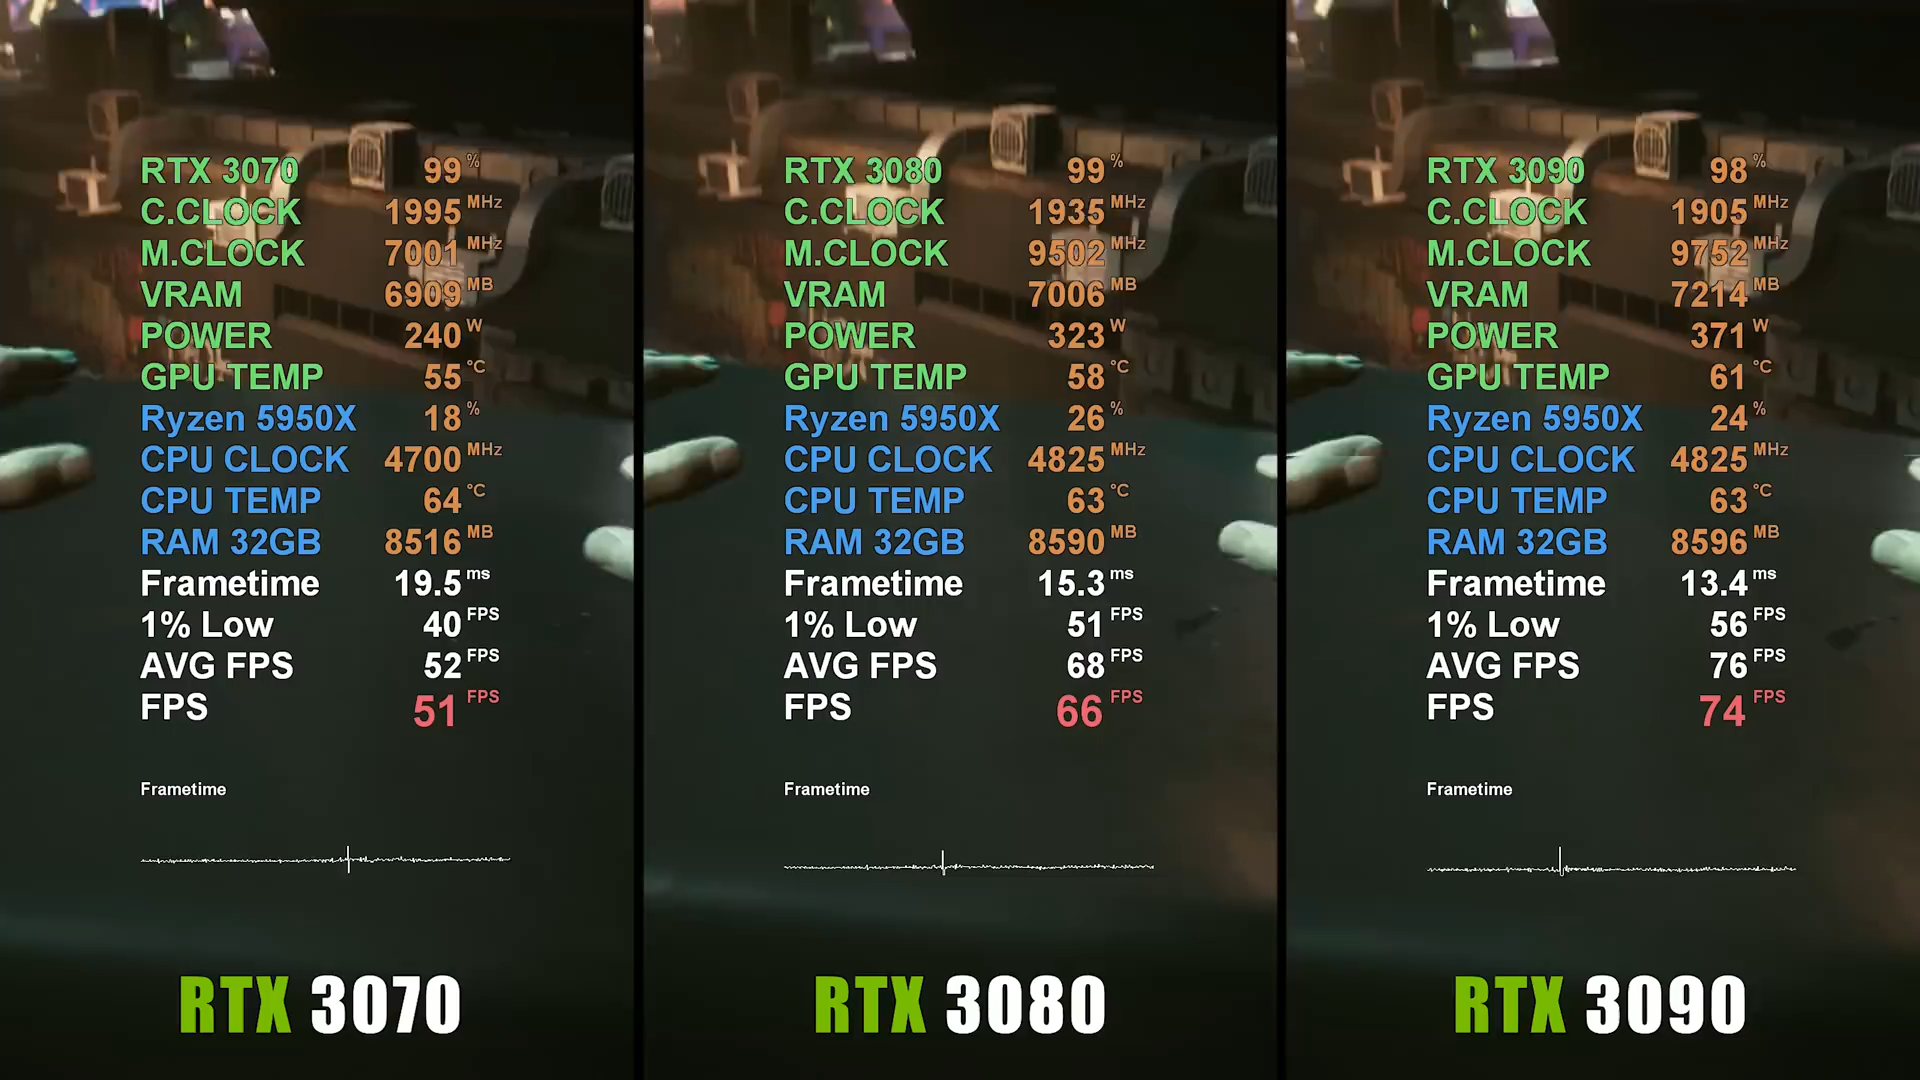 RTX 3070 99 %
C.CLOCK 1995 MHz
M.CLOCK 7001 MHz
VRAM 6909 MB
POWER 240 W
GPU TEMP 55 °C
Ryzen 5950X 18 %
CPU CLOCK 4700 MHz
CPU TEMP 64 °C
RAM 32GB 8516 MB
Frametime 19.5 ms
1% Low 40 FPS
AVG FPS 52 FPS
FPS 51 FPS
Frametime
RTX 3070
RTX 3080 99 %
C.CLOCK 1935 MHz
M.CLOCK 9502 MHz
VRAM 7006 MB
POWER 323 W
GPU TEMP 58 °C
Ryzen 5950X 26 %
CPU CLOCK 4825 MHz
CPU TEMP 63 °C
RAM 32GB 8590 MB
Frametime 15.3 ms
1% Low 51 FPS
AVG FPS 68 FPS
FPS 66 FPS
Frametime
RTX 3080
RTX 3090 98 %
C.CLOCK 1905 MHz
M.CLOCK 9752 MHz
VRAM 7214 MB
POWER 371 W
GPU TEMP 61 °C
Ryzen 5950X 24 %
CPU CLOCK 4825 MHz
CPU TEMP 63 °C
RAM 32GB 8596 MB
Frametime 13.4 ms
1% Low 56 FPS
AVG FPS 76 FPS
FPS 74 FPS
Frametime
RTX 3090